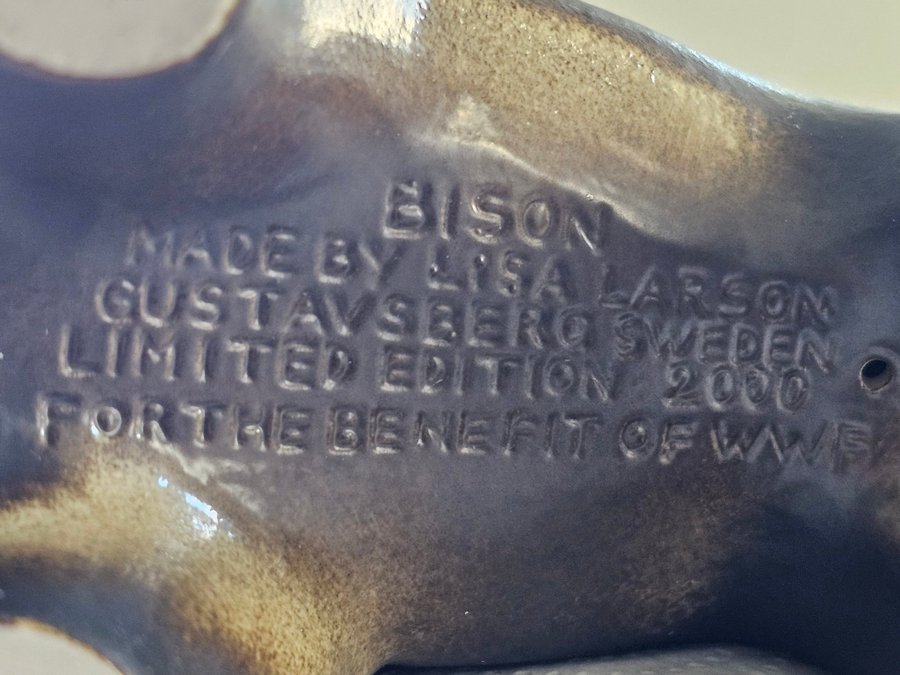 BISON
MADE BY LISA LARSON
GUSTAVSBERG SWEDEN
LIMITED EDITION 2000
FOR THE BENEFIT OF WWF